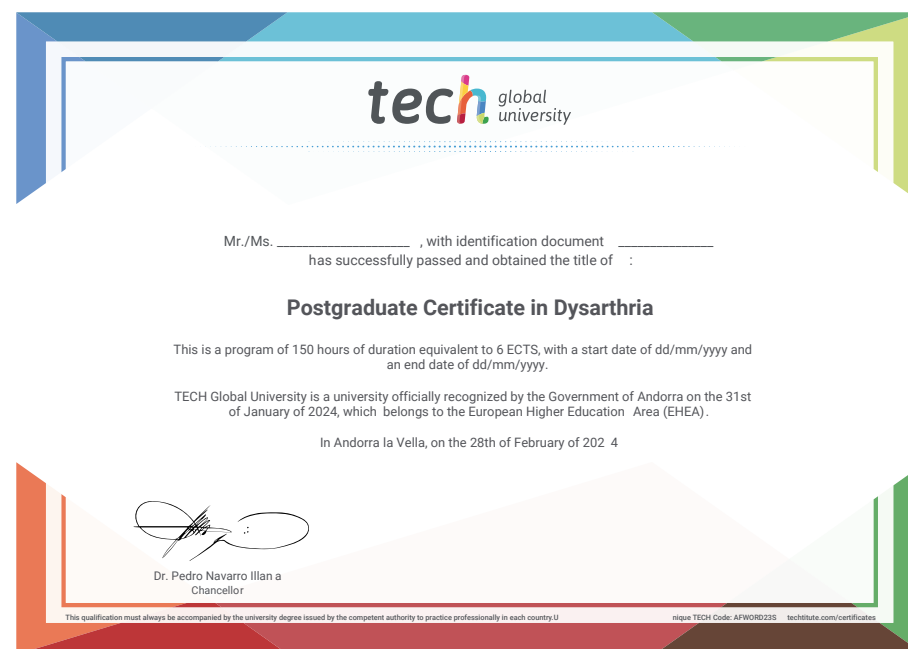 tech global
university
Mr./Ms. _____________________ , with identification document _______________
has successfully passed and obtained the title of :
Postgraduate Certificate in Dysarthria
This is a program of 150 hours of duration equivalent to 6 ECTS, with a start date of dd/mm/yyyy and
an end date of dd/mm/yyyy.
TECH Global University is a university officially recognized by the Government of Andorra on the 31st
of January of 2024, which belongs to the European Higher Education Area (EHEA).
In Andorra la Vella, on the 28th of February of 202 4
Dr. Pedro Navarro Illan a
Chancellor
This qualification must always be accompanied by the university degree issued by the competent authority to practice professionally in each country.U nique TECH Code: AFWORD23S techtitute.com/certificates